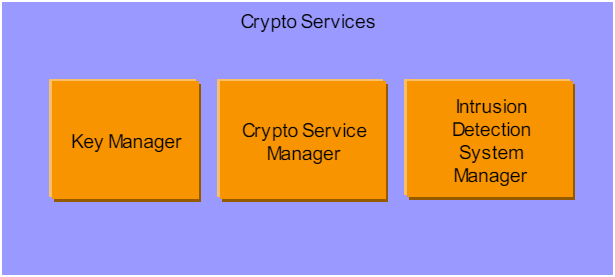 Crypto Services
Key Manager
Crypto Service
Manager
Intrusion
Detection
System
Manager